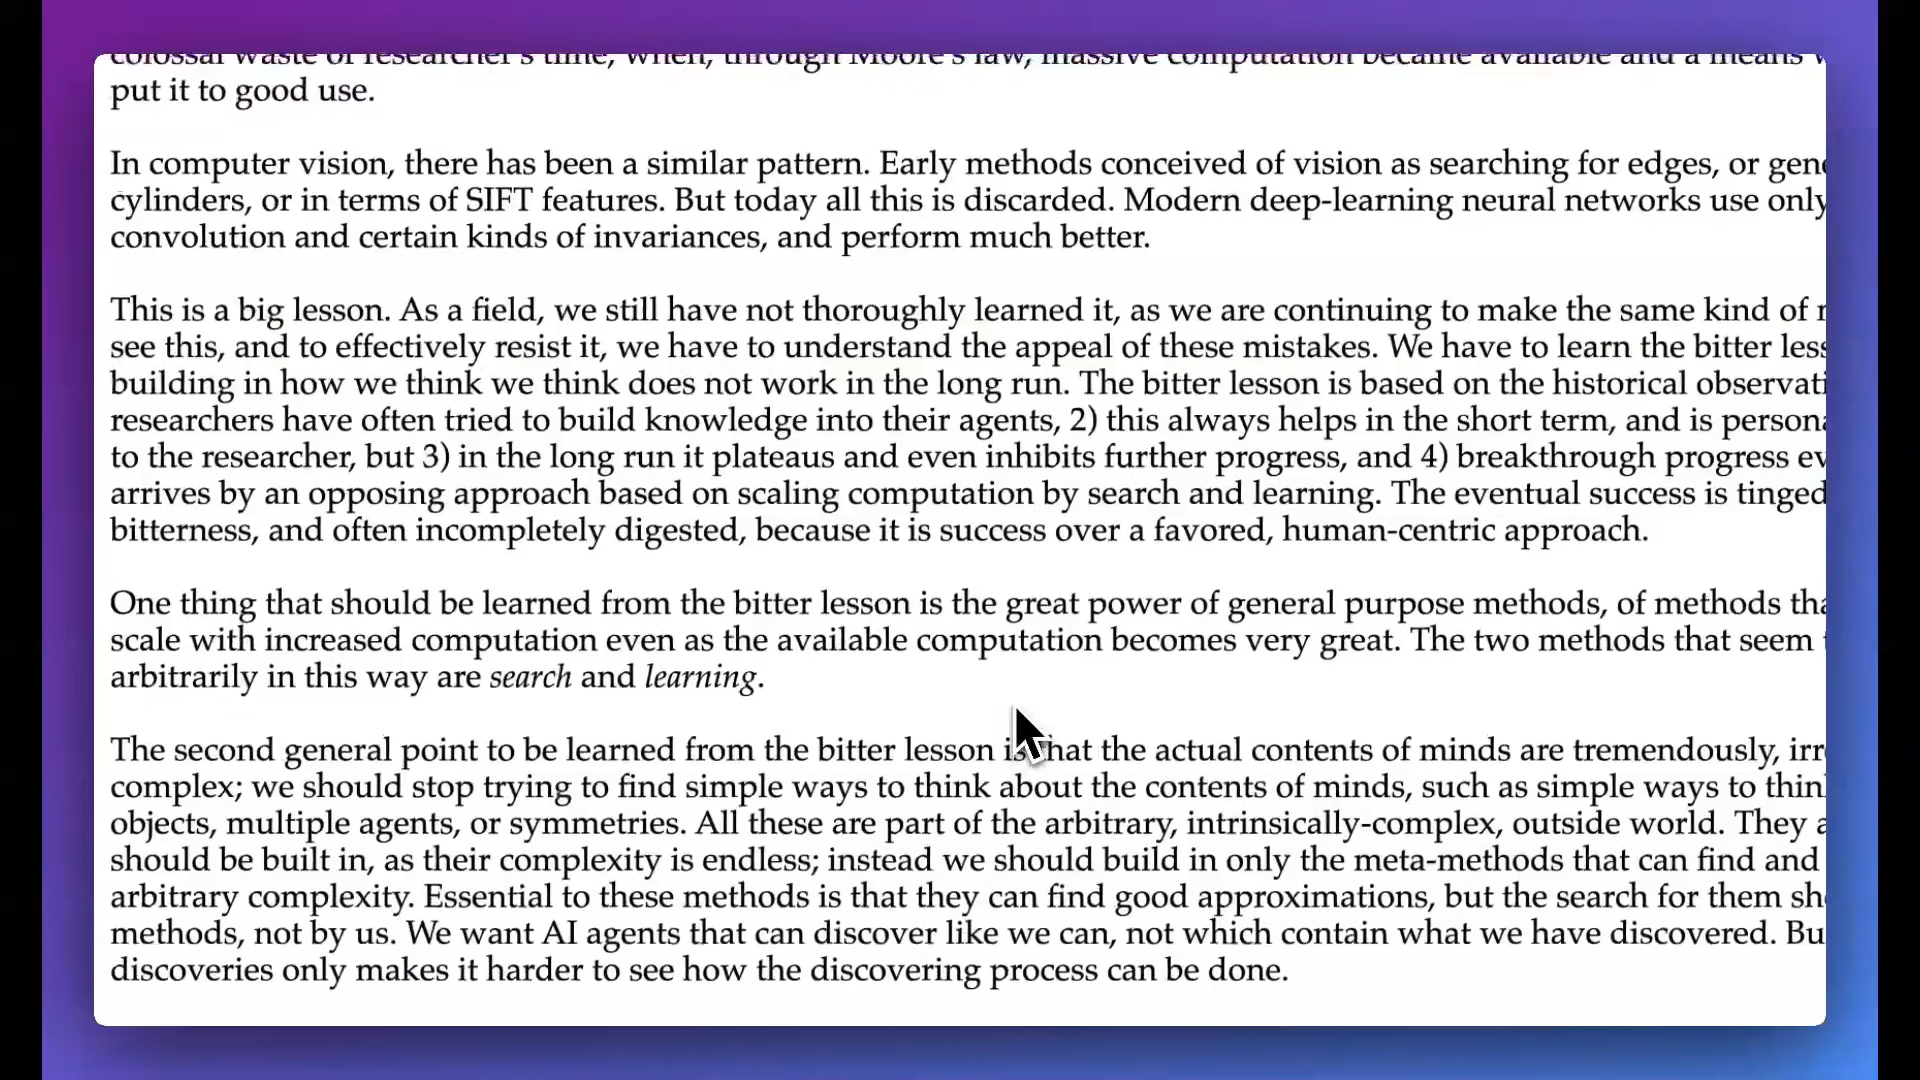 colossal waste of researcher's time, when, through Moore's law, massive computation became available and a means
put it to good use.
In computer vision, there has been a similar pattern. Early methods conceived of vision as searching for edges, or
cylinders, or in terms of SIFT features. But today all this is discarded. Modern deep-learning neural networks use only
convolution and certain kinds of invariances, and perform much better.
This is a big lesson. As a field, we still have not thoroughly learned it, as we are continuing to make the same kind of
see this, and to effectively resist it, we have to understand the appeal of these mistakes. We have to learn the bitter
building in how we think we think does not work in the long run. The bitter lesson is based on the historical
researchers have often tried to build knowledge into their agents, 2) this always helps in the short term, and is
to the researcher, but 3) in the long run it plateaus and even inhibits further progress, and 4) breakthrough progress
arrives by an opposing approach based on scaling computation by search and learning. The eventual success is tinged
bitterness, and often incompletely digested, because it is success over a favored, human-centric approach.
One thing that should be learned from the bitter lesson is the great power of general purpose methods, of methods
scale with increased computation even as the available computation becomes very great. The two methods that seem
arbitrarily in this way are search and learning.
The second general point to be learned from the bitter lesson is that the actual contents of minds are tremendously,
complex; we should stop trying to find simple ways to think about the contents of minds, such as simple ways to
objects, multiple agents, or symmetries. All these are part of the arbitrary, intrinsically-complex, outside world. They
should be built in, as their complexity is endless; instead we should build in only the meta-methods that can find and
arbitrary complexity. Essential to these methods is that they can find good approximations, but the search for them
methods, not by us. We want AI agents that can discover like we can, not which contain what we have discovered.
discoveries only makes it harder to see how the discovering process can be done.